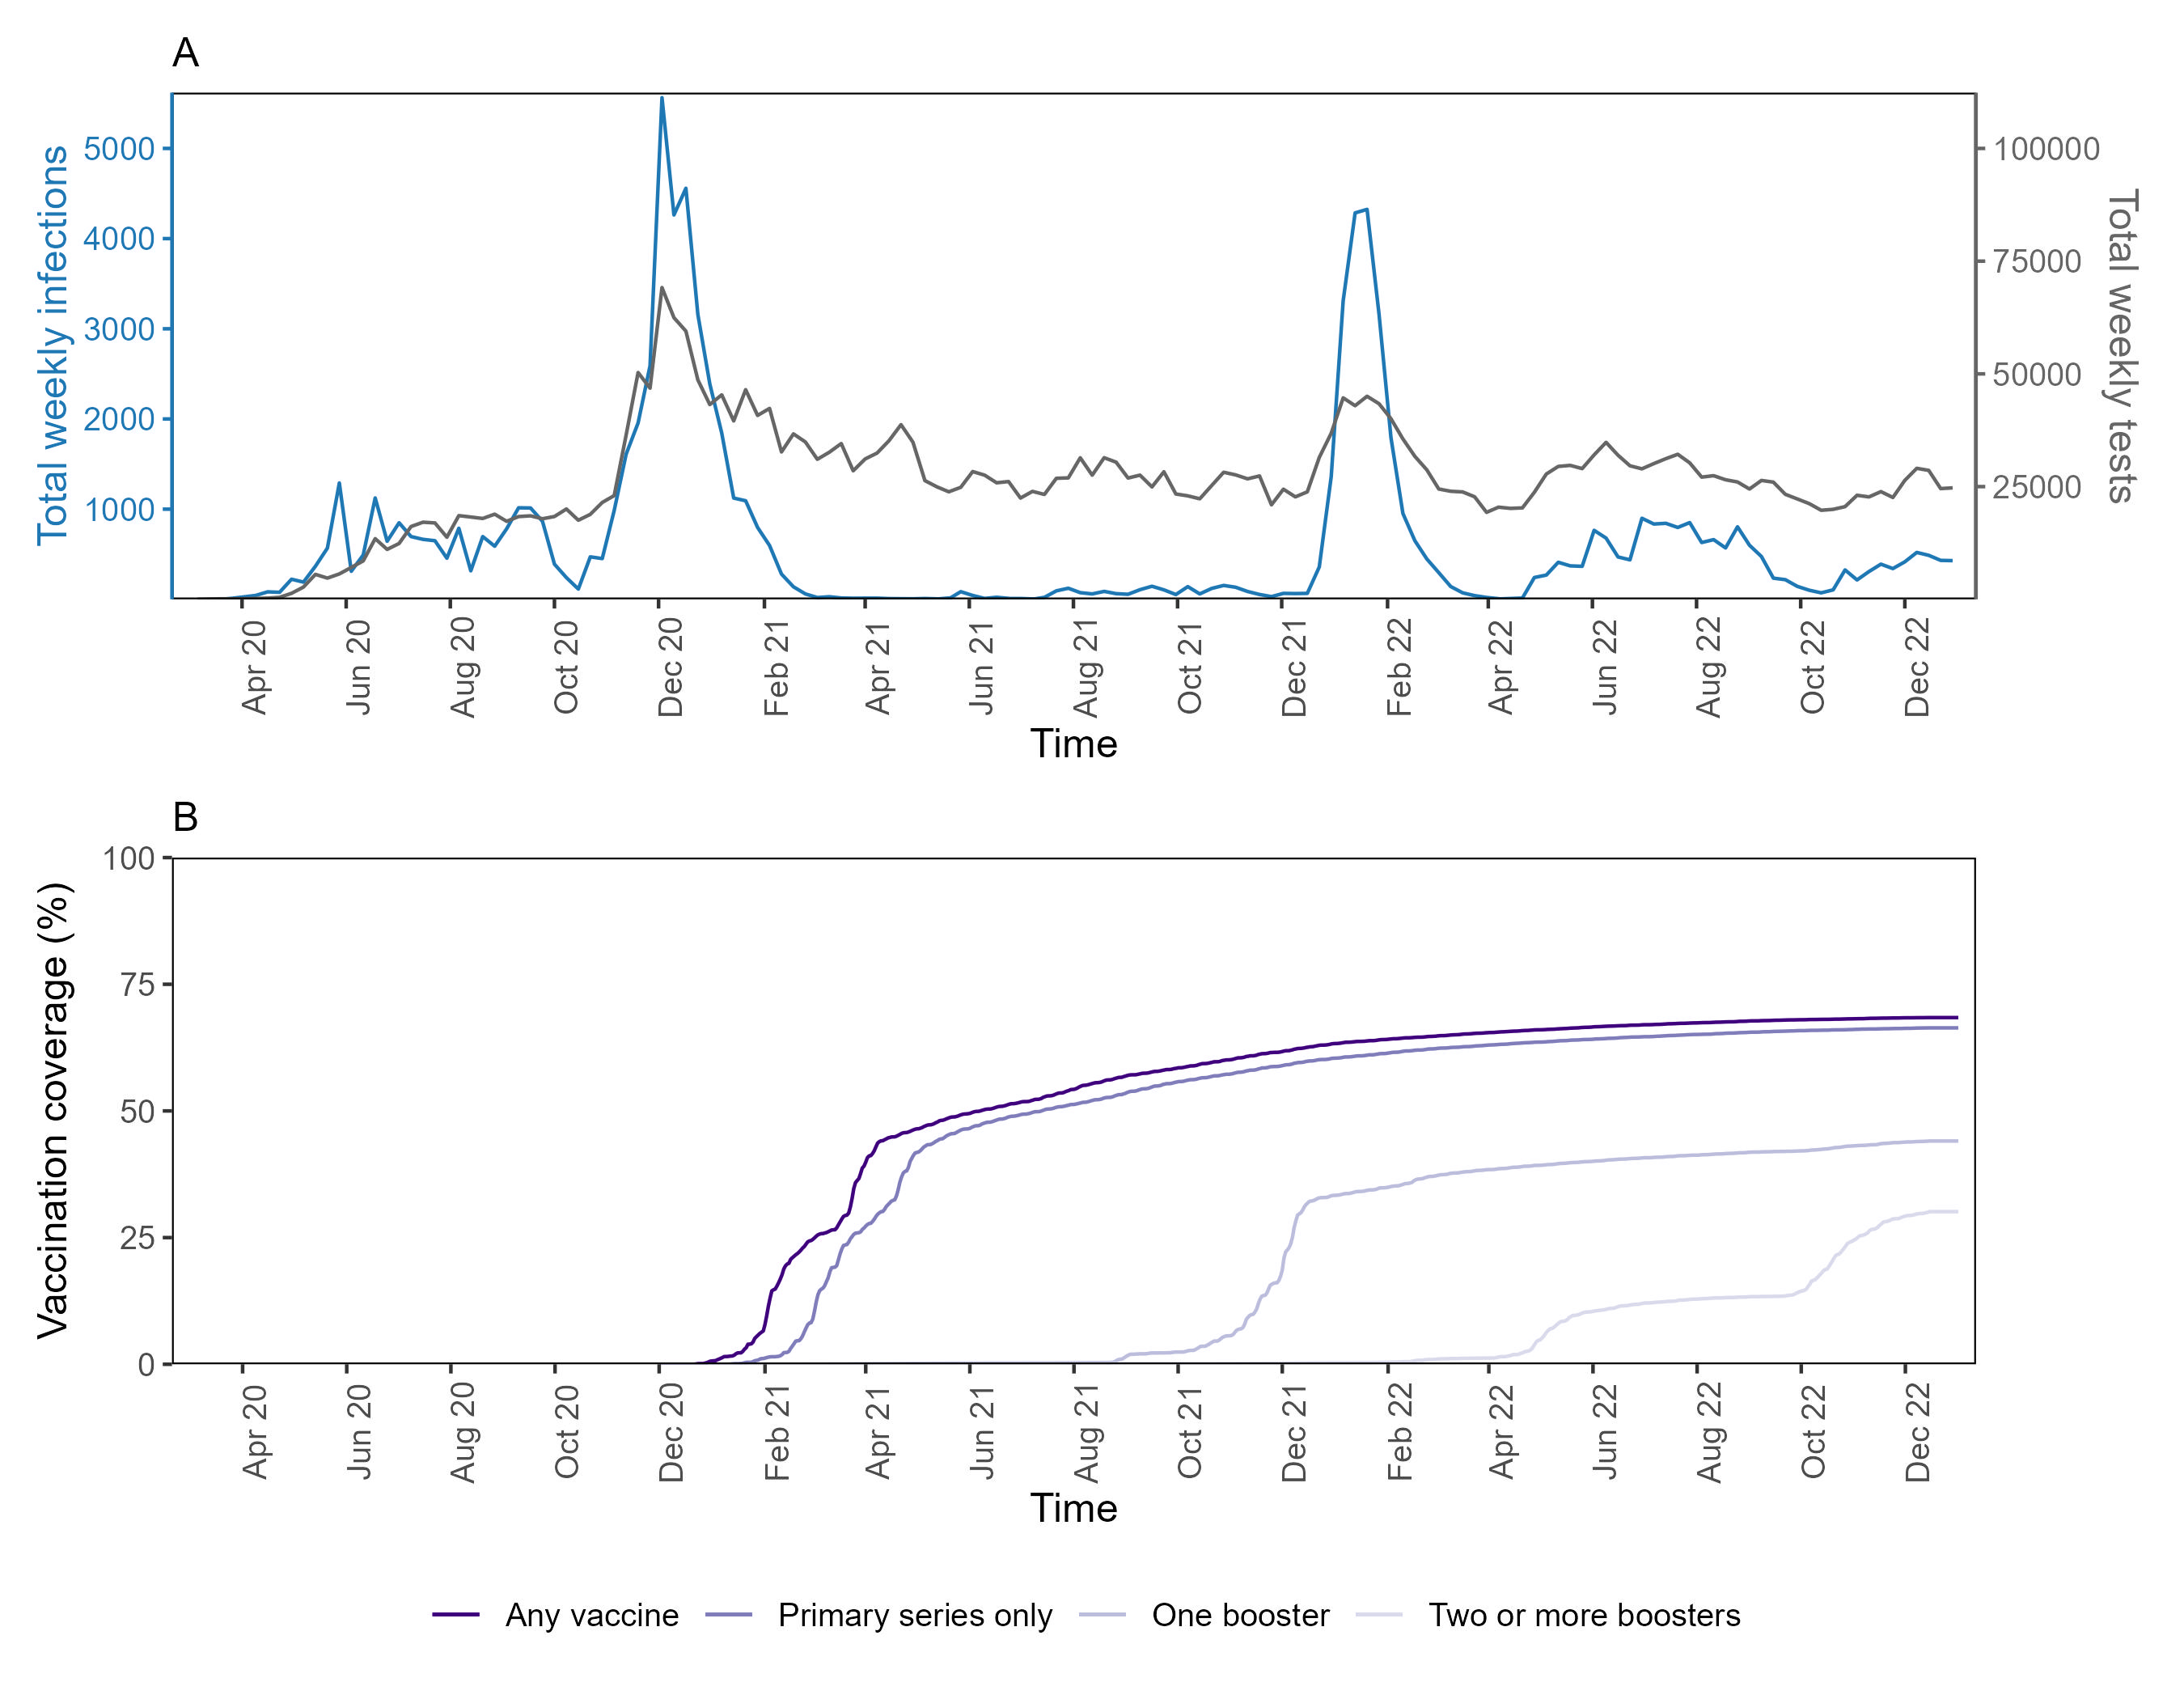 A
Total weekly infections
5000
4000
3000
2000
1000
100000
75000
50000
25000
Total weekly tests
Apr 20
Jun 20
Aug 20
Oct 20
Dec 20
Feb 21
Apr 21
Jun 21
Aug 21
Oct 21
Dec 21
Feb 22
Apr 22
Jun 22
Aug 22
Oct 22
Dec 22
Time
B
Vaccination coverage (%)
100
75
50
25
0
Apr 20
Jun 20
Aug 20
Oct 20
Dec 20
Feb 21
Apr 21
Jun 21
Aug 21
Oct 21
Dec 21
Feb 22
Apr 22
Jun 22
Aug 22
Oct 22
Dec 22
Time
Any vaccine
Primary series only
One booster
Two or more boosters